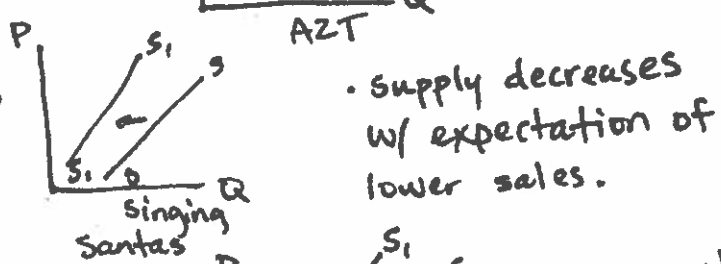 Q
AZT
P
S₁
S
• Supply decreases
w/ expectation of
lower sales.
S₁
Q
Singing
Santas
S₁